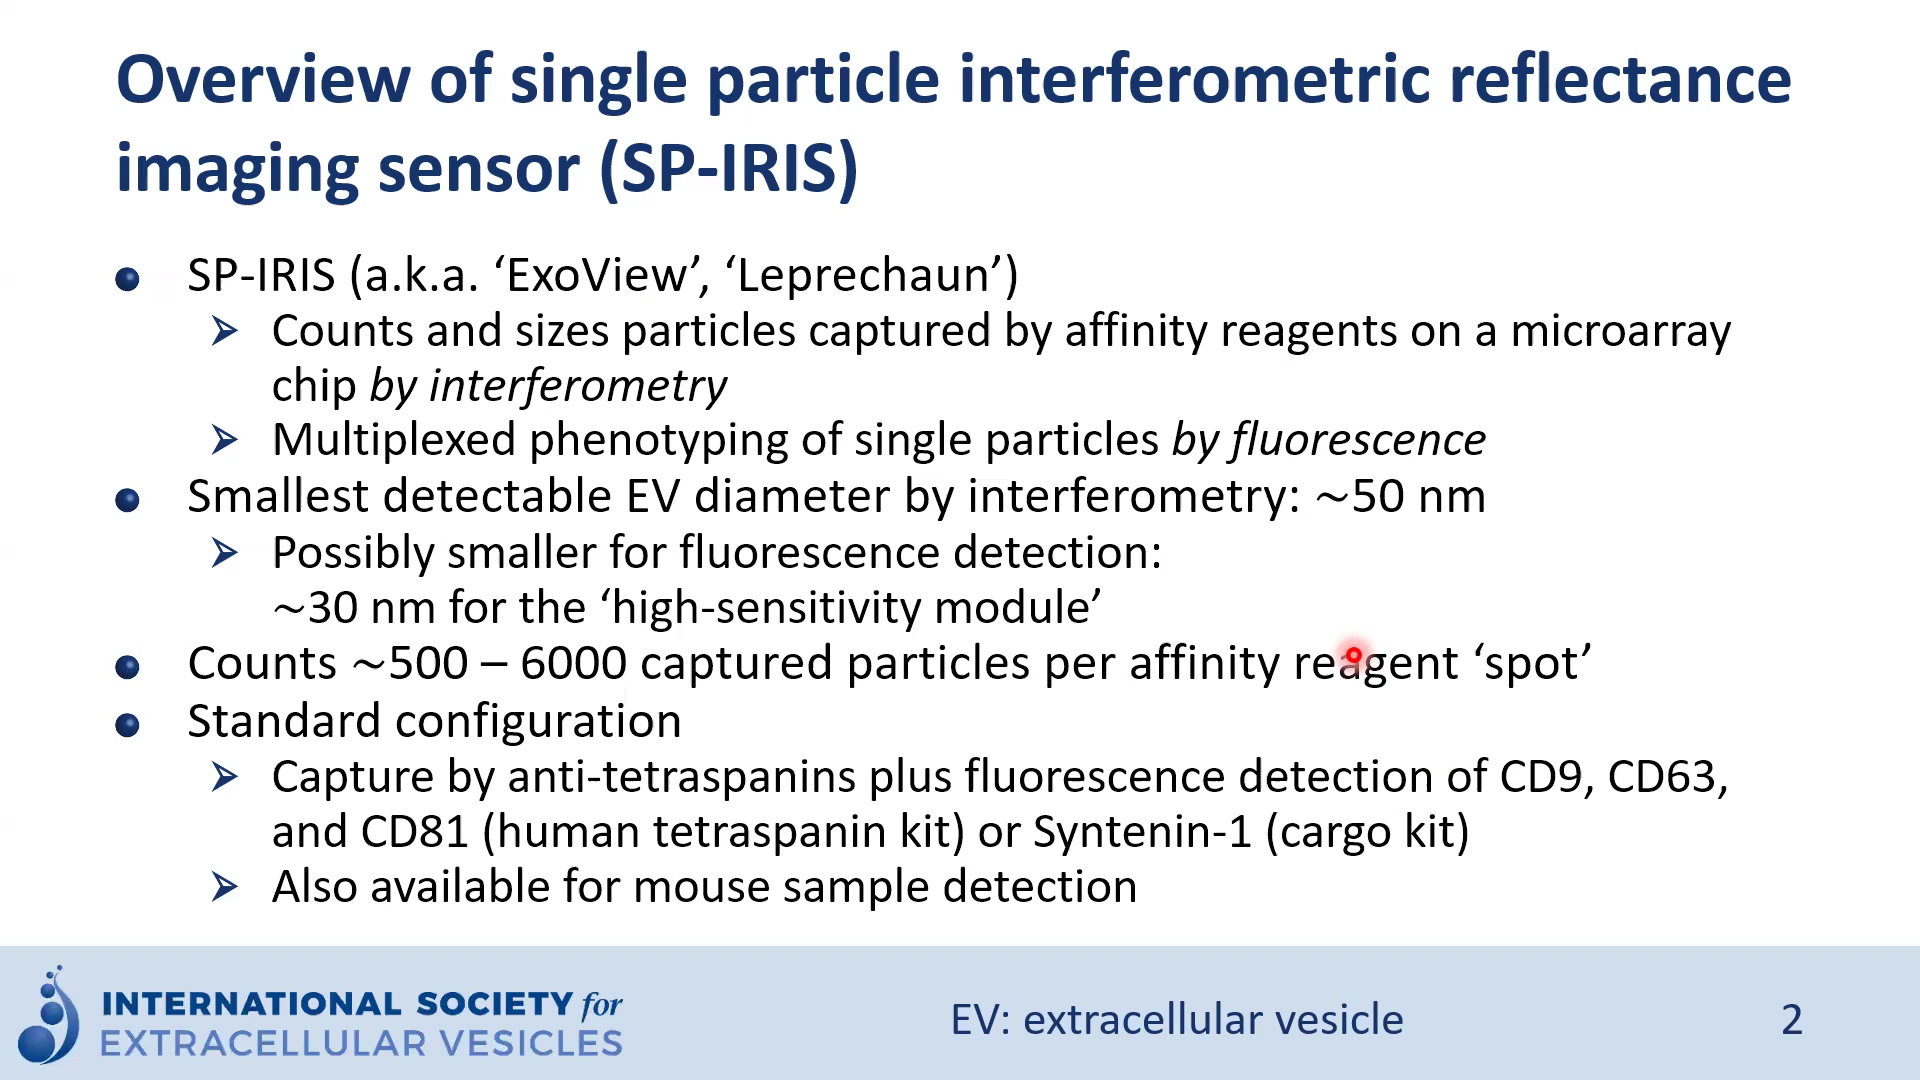 Overview of single particle interferometric reflectance
imaging sensor (SP-IRIS)
SP-IRIS (a.k.a. ‘ExoView’, ‘Leprechaun’)
Counts and sizes particles captured by affinity reagents on a microarray
chip by interferometry
Multiplexed phenotyping of single particles by fluorescence
Smallest detectable EV diameter by interferometry: ~50 nm
Possibly smaller for fluorescence detection:
~30 nm for the ‘high-sensitivity module’
Counts ~500 – 6000 captured particles per affinity reagent ‘spot’
Standard configuration
Capture by anti-tetraspanins plus fluorescence detection of CD9, CD63,
and CD81 (human tetraspanin kit) or Syntenin-1 (cargo kit)
Also available for mouse sample detection
INTERNATIONAL SOCIETY for
EXTRACELLULAR VESICLES
EV: extracellular vesicle
2